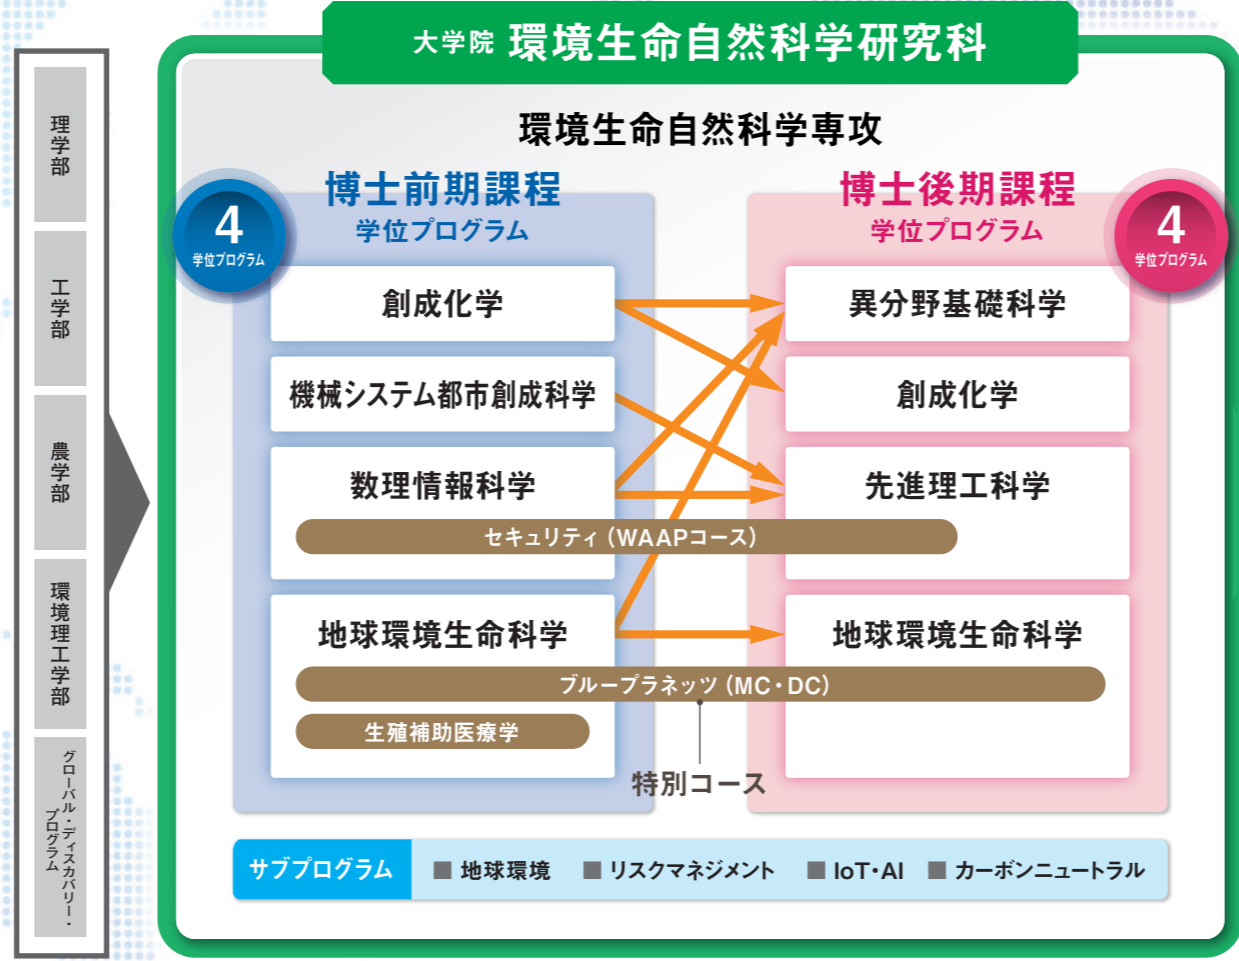 大学院 環境生命自然科学研究科
理学部
工学部
農学部
環境理工学部
グローバル・ディスカバリー・
プログラム
環境生命自然科学専攻
4
学位プログラム
博士前期課程
学位プログラム
創成化学
機械システム都市創成科学
数理情報科学
地球環境生命科学
博士後期課程
学位プログラム
4
学位プログラム
異分野基礎科学
創成化学
先進理工科学
地球環境生命科学
セキュリティ（WAAPコース）
ブループラネッツ（MC・DC）
生殖補助医療学
特別コース
サブプログラム
■ 地球環境 ■ リスクマネジメント ■ IoT・AI ■ カーボンニュートラル